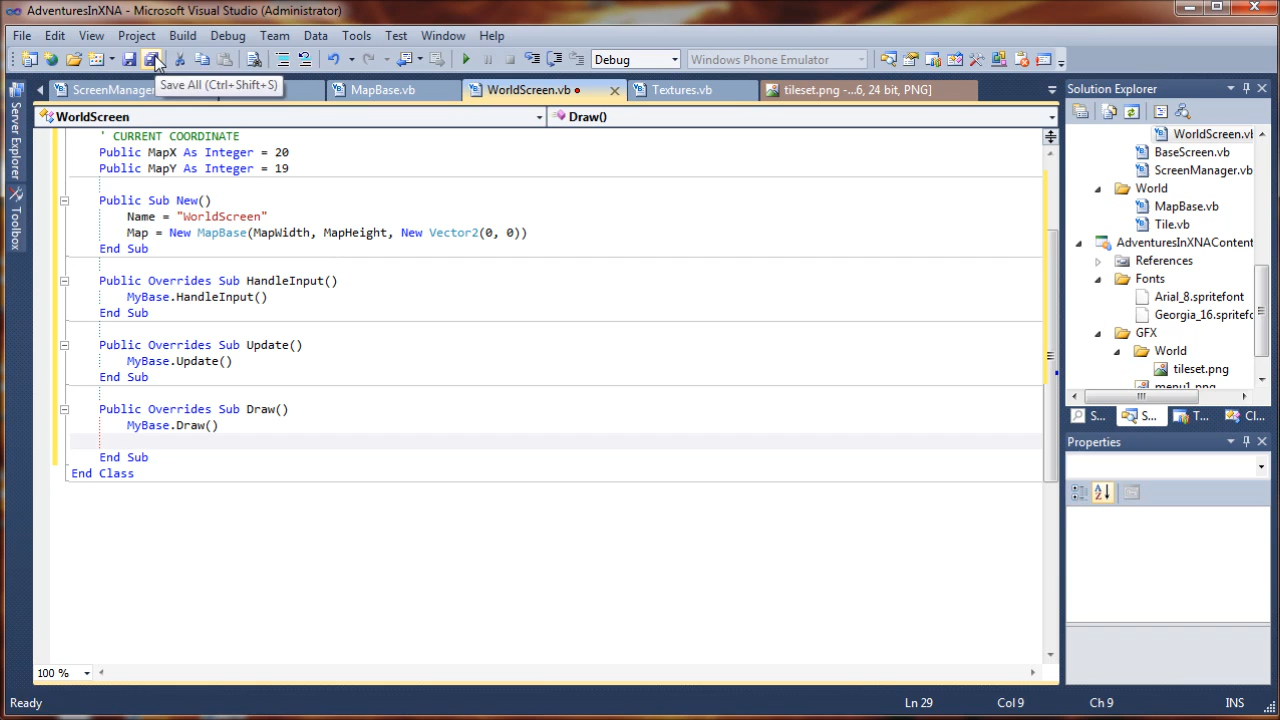 AdventuresInXNA - Microsoft Visual Studio (Administrator)
File Edit View Project Build Debug Team Data Tools Test Window Help
Debug Windows Phone Emulator
Save All (Ctrl+Shift+S)
ScreenManager MapBase.vb WorldScreen.vb Textures.vb tileset.png -...6, 24 bit, PNG]
WorldScreen Draw()
Server Explorer
Toolbox
' CURRENT COORDINATE
Public MapX As Integer = 20
Public MapY As Integer = 19
Public Sub New()
Name = "WorldScreen"
Map = New MapBase(MapWidth, MapHeight, New Vector2(0, 0))
End Sub
Public Overrides Sub HandleInput()
MyBase.HandleInput()
End Sub
Public Overrides Sub Update()
MyBase.Update()
End Sub
Public Overrides Sub Draw()
MyBase.Draw()
End Sub
End Class
100 %
Solution Explorer
WorldScreen.vb
BaseScreen.vb
ScreenManager.vb
World
MapBase.vb
Tile.vb
AdventuresInXNAContent
References
Fonts
Arial_8.spritefont
Georgia_16.spritefo
GFX
World
tileset.png
menu1.png
S... S... T... Cl...
Properties
Ready Ln 29 Col 9 Ch 9 INS